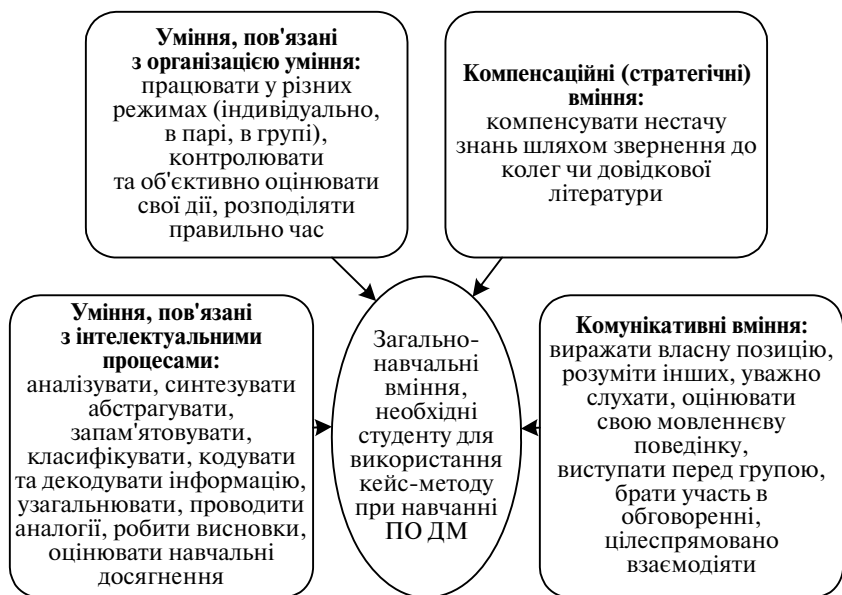 Уміння, пов'язані
з організацією уміння:
працювати у різних
режимах (індивідуально,
в парі, в групі),
контролювати
та об'єктивно оцінювати
свої дії, розподіляти
правильно час
Компенсаційні (стратегічні)
вміння:
компенсувати нестачу
знань шляхом звернення до
колег чи довідкової
літератури
Уміння, пов'язані
з інтелектуальними
процесами:
аналізувати, синтезувати
абстрагувати,
запам'ятовувати,
класифікувати, кодувати
та декодувати інформацію,
узагальнювати, проводити
аналогії, робити висновки,
оцінювати навчальні
досягнення
Загально-
навчальні
вміння,
необхідні
студенту для
використання
кейс-методу
при навчанні
ПО ДМ
Комунікативні вміння:
виражати власну позицію,
розуміти інших, уважно
слухати, оцінювати
свою мовленнєву
поведінку,
виступати перед групою,
брати участь в
обговоренні,
цілеспрямовано
взаємодіяти